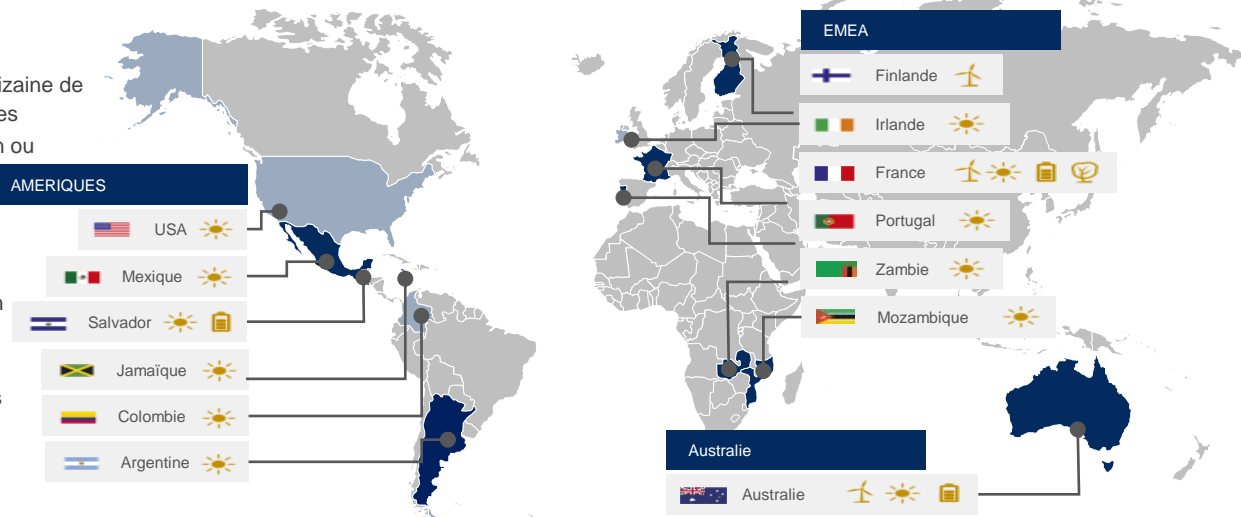 izaine de
es
n ou
AMERIQUES
USA
Mexique
n
Salvador
Jamaïque
s
Colombie
Argentine
EMEA
Finlande
Irlande
France
Portugal
Zambie
Mozambique
Australie
Australie